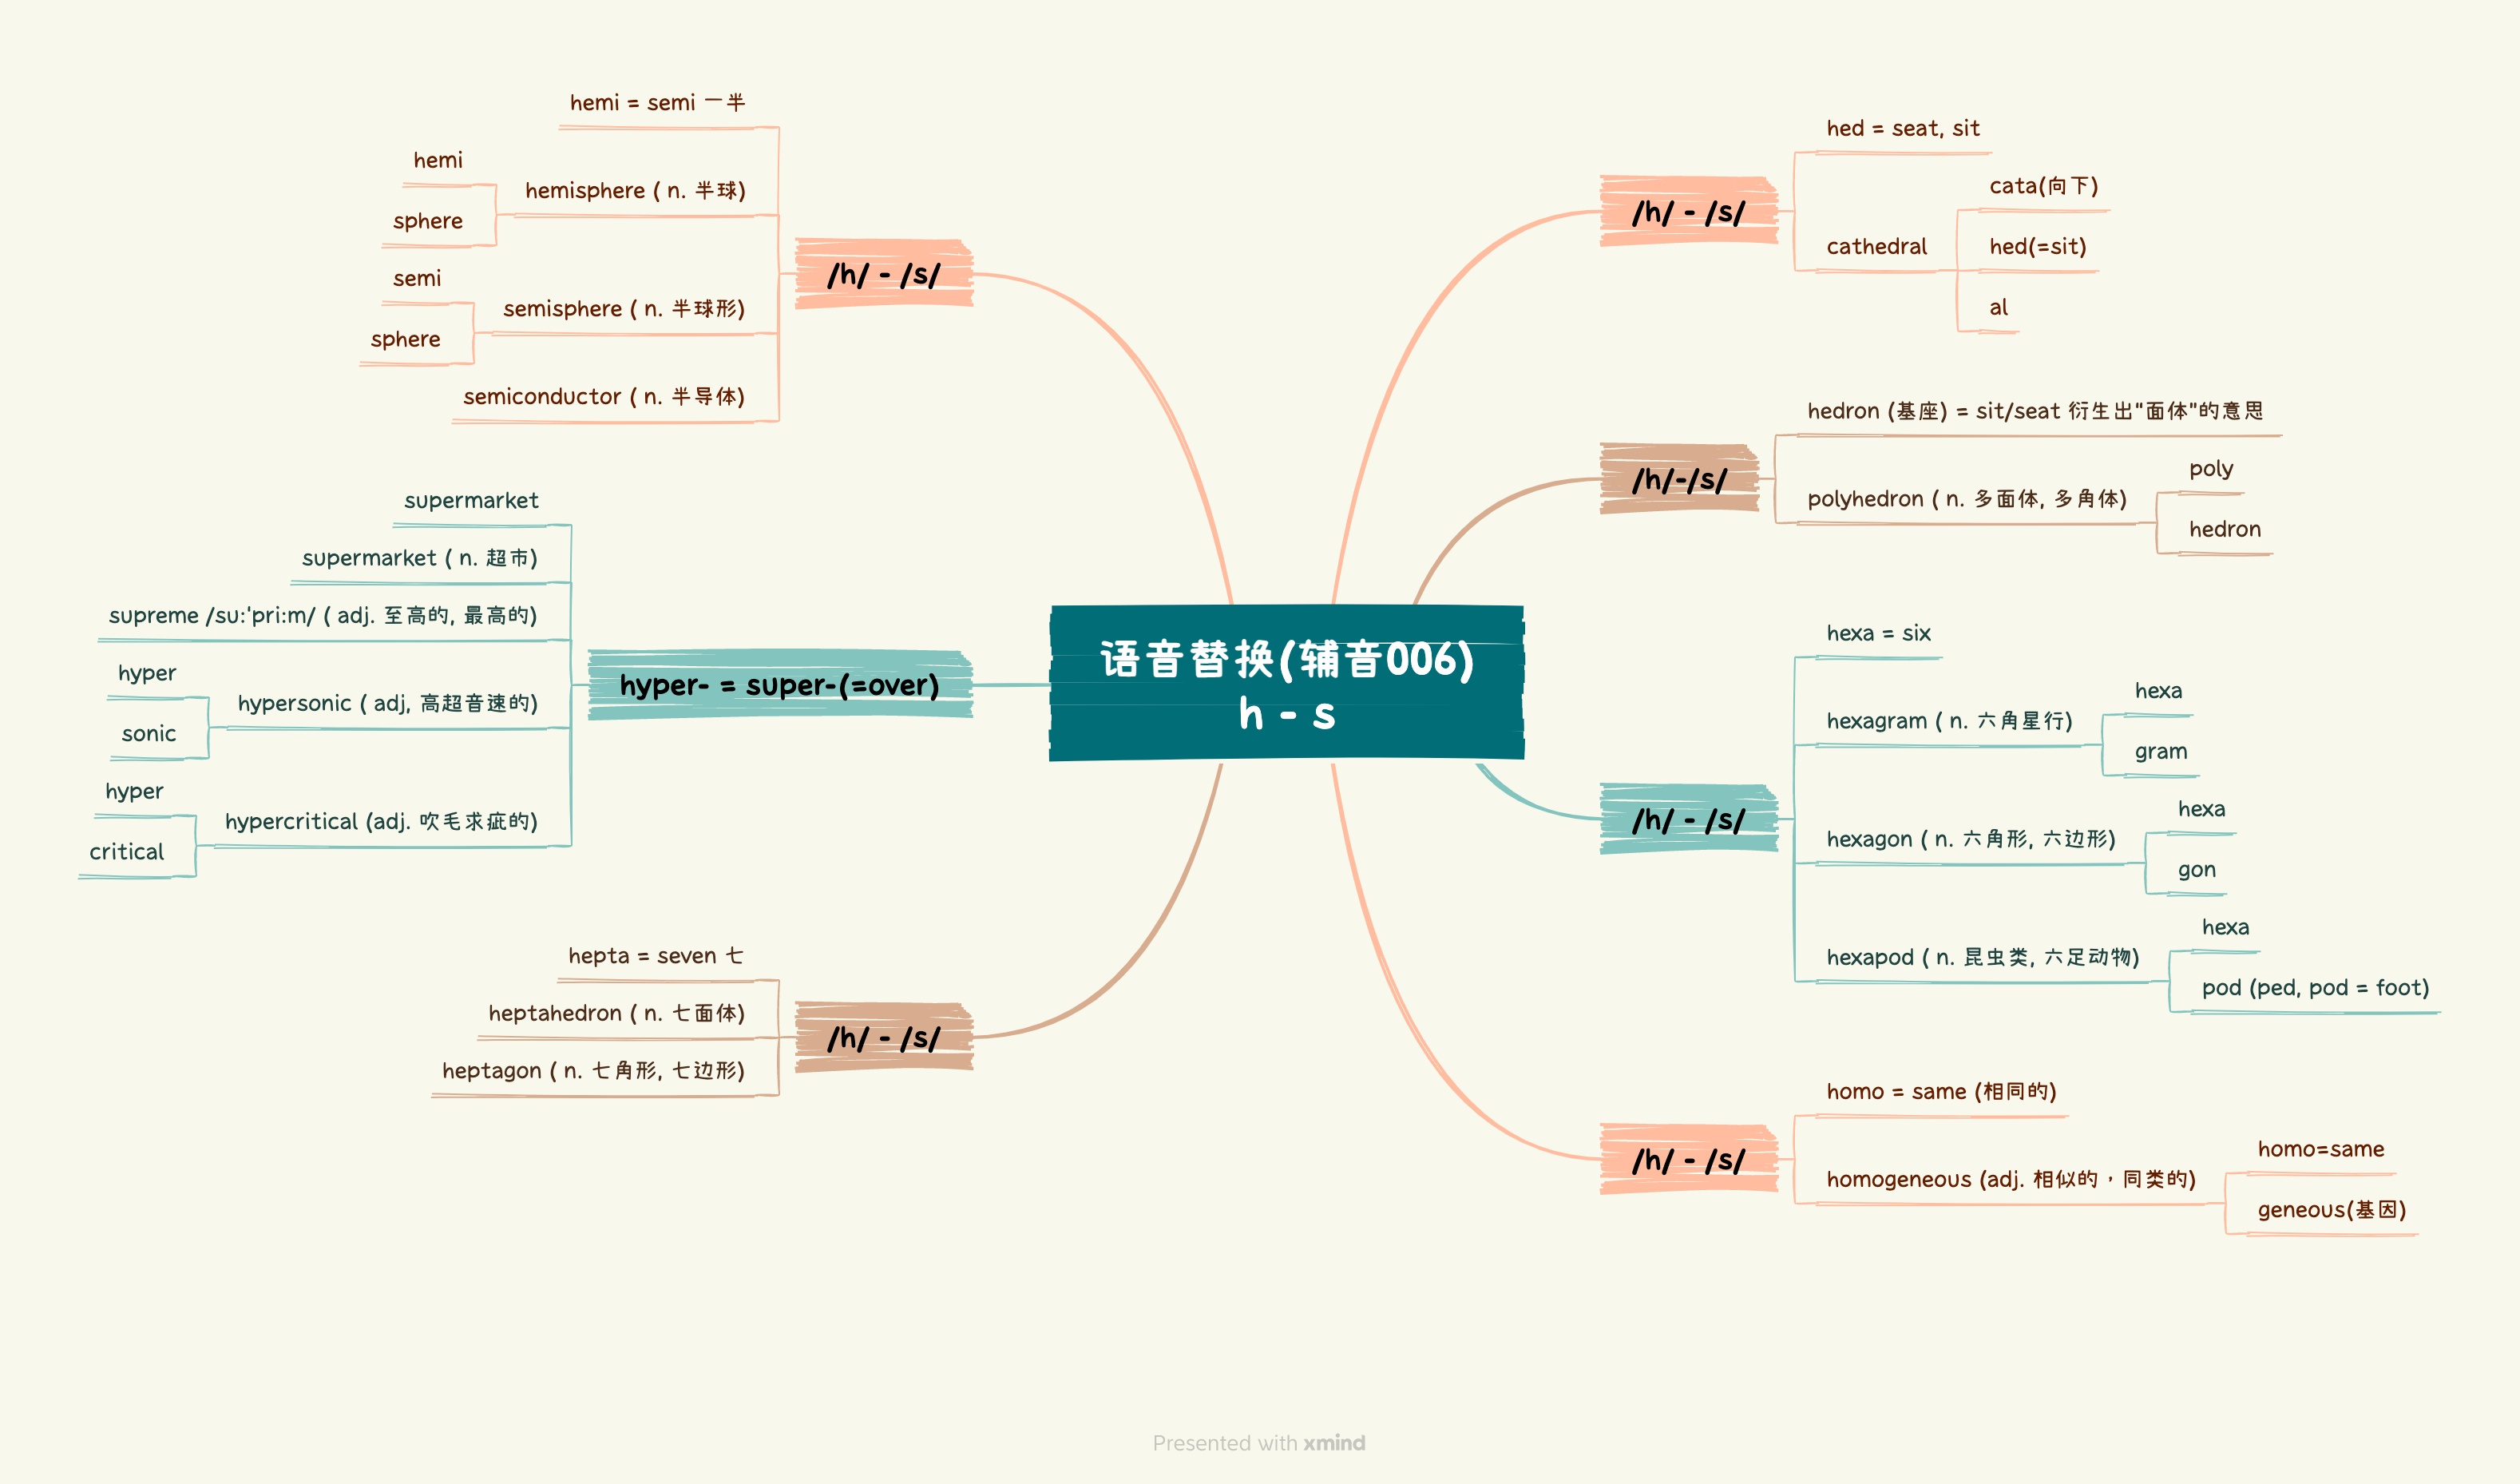 语音替换(辅音006)
h - s
/h/ - /s/
hed = seat, sit
cathedral
cata(向下)
hed(=sit)
al
/h/-/s/
hedron (基座) = sit/seat 衍生出"面体"的意思
polyhedron ( n. 多面体, 多角体)
poly
hedron
/h/ - /s/
hexa = six
hexagram ( n. 六角星行)
hexa
gram
hexagon ( n. 六角形, 六边形)
hexa
gon
hexapod ( n. 昆虫类, 六足动物)
hexa
pod (ped, pod = foot)
/h/ - /s/
homo = same (相同的)
homogeneous (adj. 相似的，同类的)
homo=same
geneous(基因)
/h/ - /s/
hemi = semi 一半
hemisphere ( n. 半球)
hemi
sphere
semisphere ( n. 半球形)
semi
sphere
semiconductor ( n. 半导体)
hyper- = super-(=over)
supermarket
supermarket ( n. 超市)
supreme /su:'pri:m/ ( adj. 至高的, 最高的)
hypersonic ( adj, 高超音速的)
hyper
sonic
hypercritical (adj. 吹毛求疵的)
hyper
critical
/h/ - /s/
hepta = seven 七
heptahedron ( n. 七面体)
heptagon ( n. 七角形, 七边形)
Presented with xmind